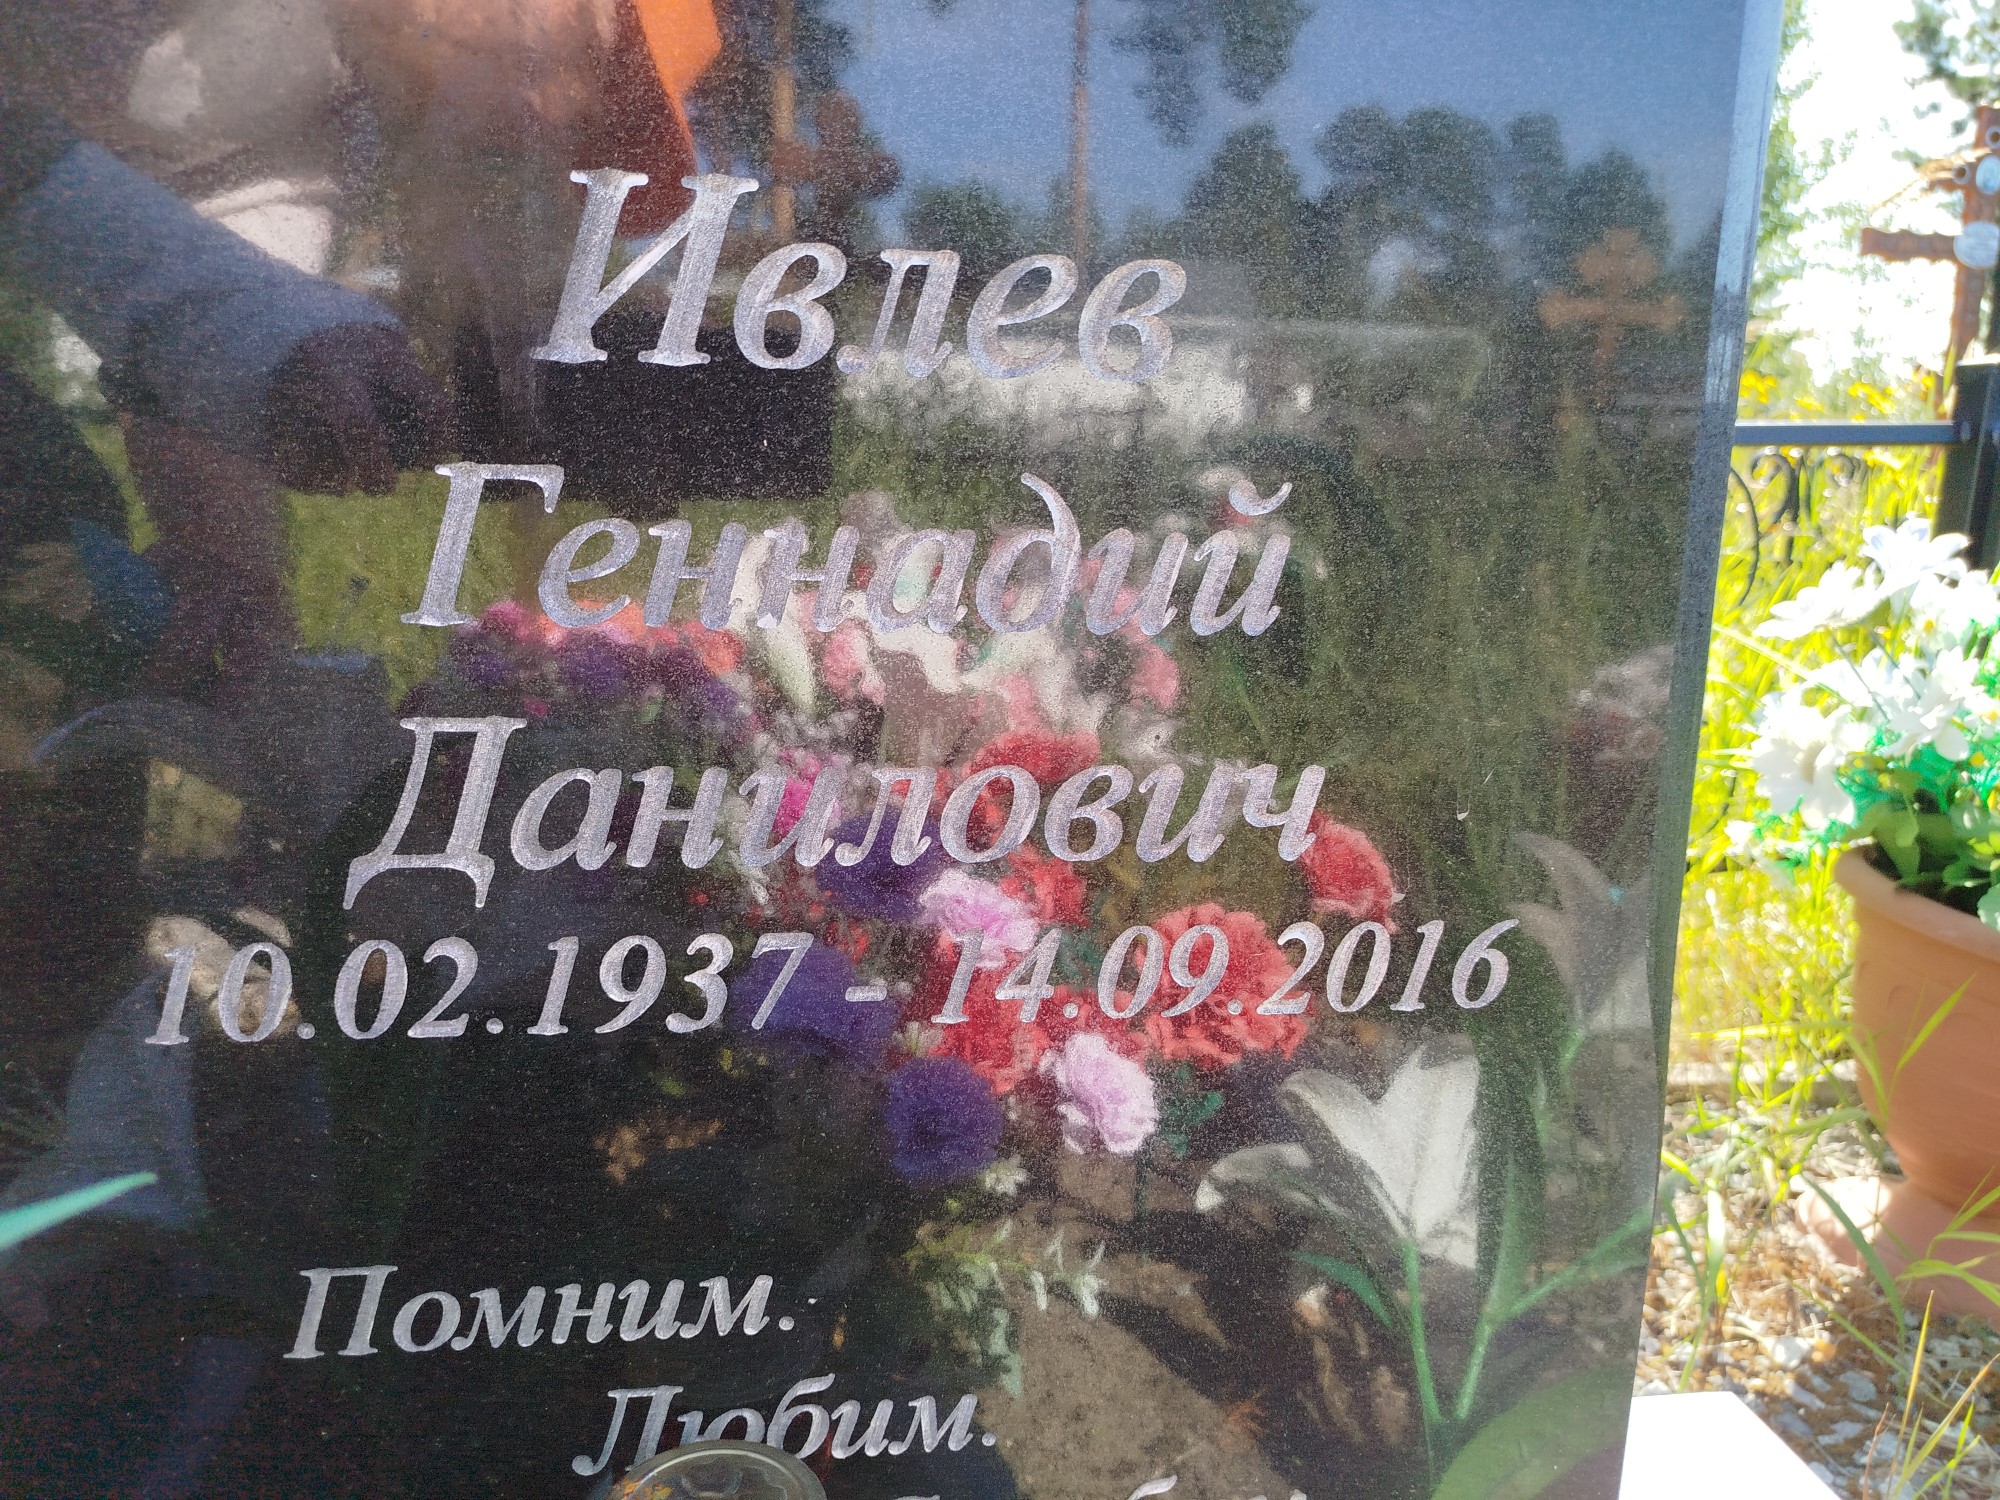 Ивлев
Геннадий
Данилович
10.02.1937 - 14.09.2016
Помним.
Любим.